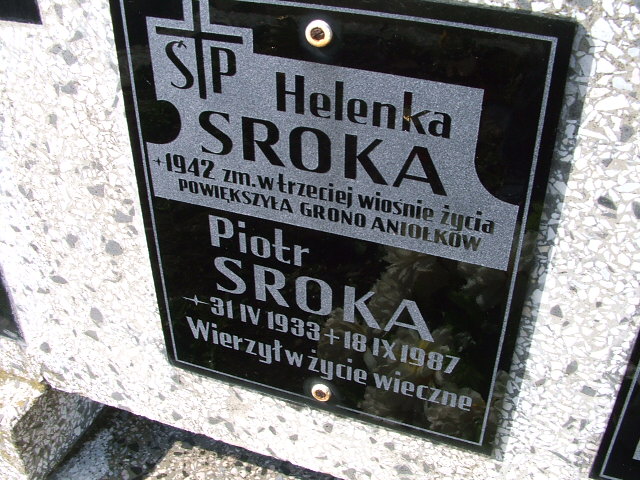 Ś P
Helenka
SROKA
+1942 zm. w trzeciej wiośnie życia
POWIĘKSZYŁA GRONO ANIOŁKÓW
Piotr
SROKA
+31 IV 1933 +18 IX 1987
Wierzył w życie wieczne